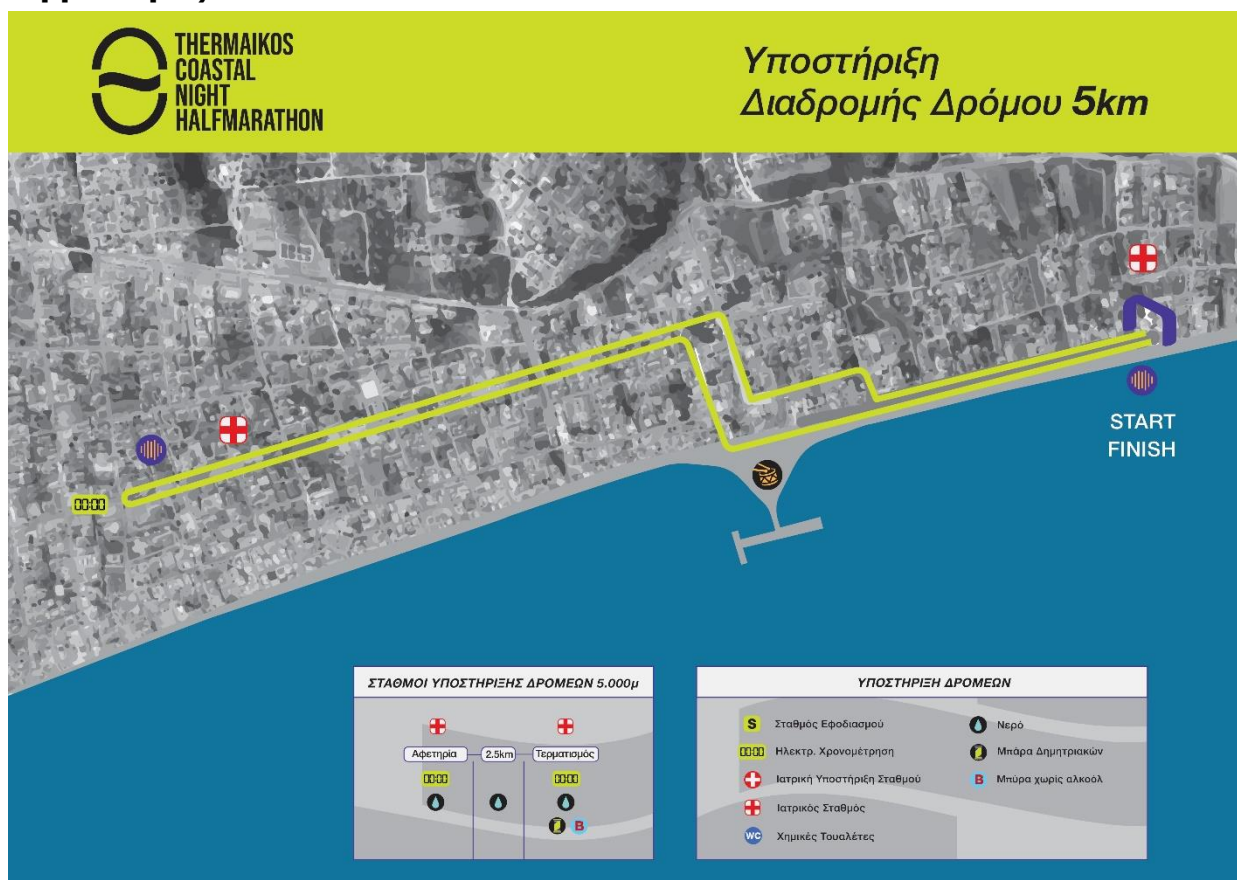 THERMAIKOS
COASTAL
NIGHT
HALFMARATHON
Υποστήριξη
Διαδρομής Δρόμου 5km
START
FINISH
00:00
ΣΤΑΘΜΟΙ ΥΠΟΣΤΗΡΙΞΗΣ ΔΡΟΜΕΩΝ 5.000μ
Αφετηρία 2.5km Τερματισμός
00:00 00:00
B
ΥΠΟΣΤΗΡΙΞΗ ΔΡΟΜΕΩΝ
S Σταθμός Εφοδιασμού
00:00 Ηλεκτρ. Χρονομέτρηση
Ιατρική Υποστήριξη Σταθμού
Ιατρικός Σταθμός
WC Χημικές Τουαλέτες
Νερό
Μπάρα Δημητριακών
B Μπύρα χωρίς αλκοόλ